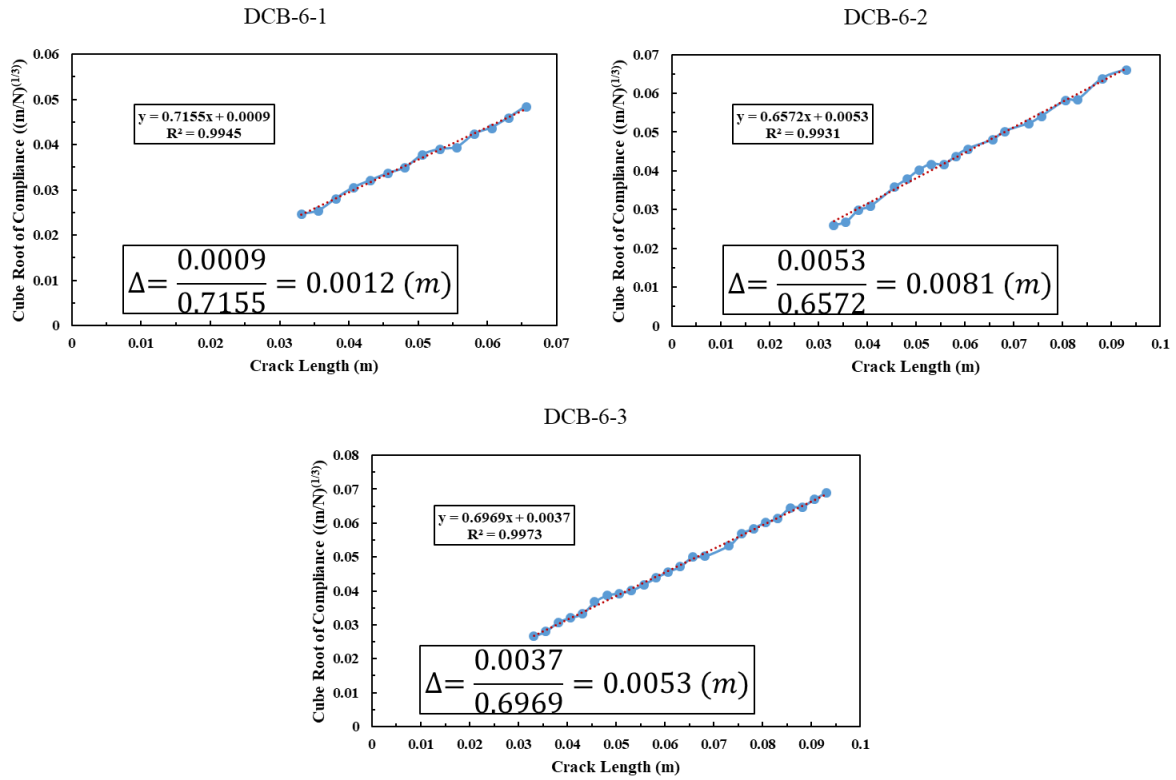 DCB-6-1
Cube Root of Compliance ((m/N)^(1/3))
0.06
0.05
0.04
0.03
0.02
0.01
0
y = 0.7155x + 0.0009
R² = 0.9945
Δ= 0.0009/0.7155 = 0.0012 (m)
0 0.01 0.02 0.03 0.04 0.05 0.06 0.07
Crack Length (m)
DCB-6-2
Cube Root of Compliance ((m/N)^(1/3))
0.07
0.06
0.05
0.04
0.03
0.02
0.01
0
y = 0.6572x + 0.0053
R² = 0.9931
Δ= 0.0053/0.6572 = 0.0081 (m)
0 0.01 0.02 0.03 0.04 0.05 0.06 0.07 0.08 0.09 0.1
Crack Length (m)
DCB-6-3
Cube Root of Compliance ((m/N)^(1/3))
0.08
0.07
0.06
0.05
0.04
0.03
0.02
0.01
0
y = 0.6969x + 0.0037
R² = 0.9973
Δ= 0.0037/0.6969 = 0.0053 (m)
0 0.01 0.02 0.03 0.04 0.05 0.06 0.07 0.08 0.09 0.1
Crack Length (m)